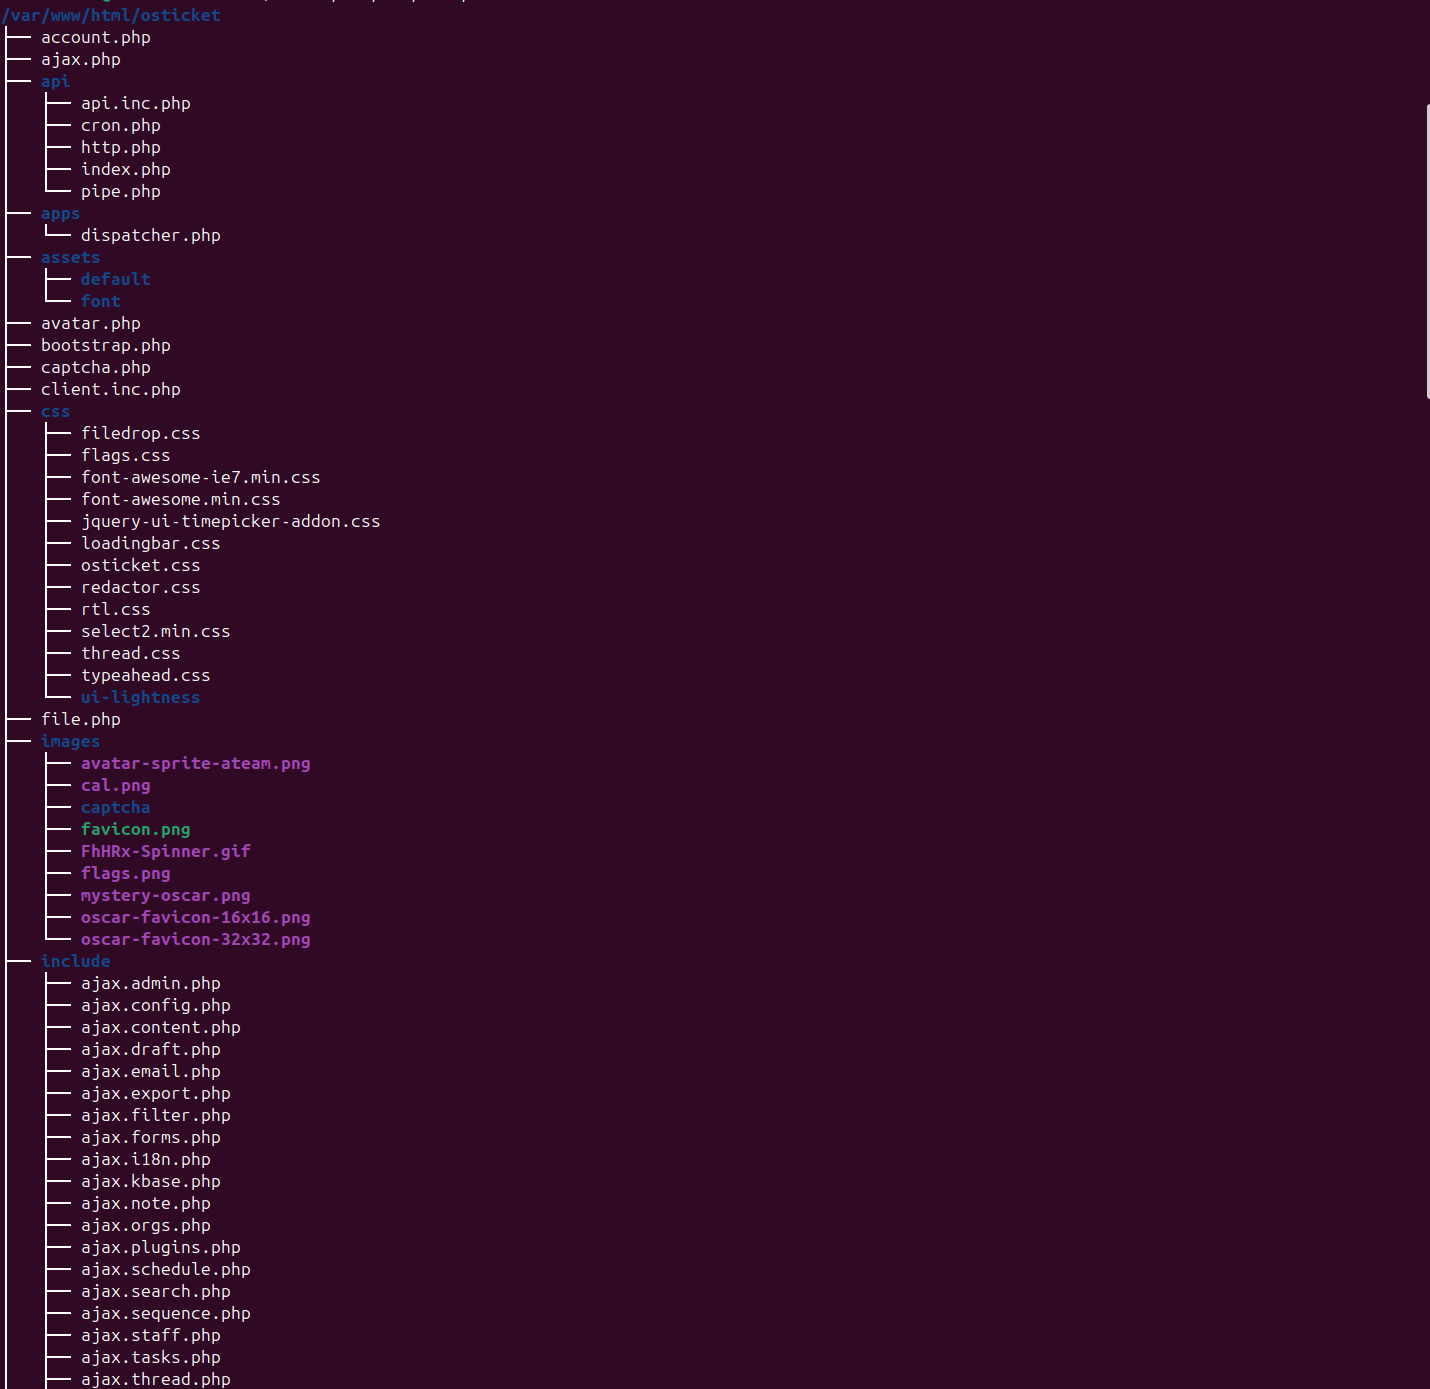 /var/www/html/osticket
├── account.php
├── ajax.php
├── api
│   ├── api.inc.php
│   ├── cron.php
│   ├── http.php
│   ├── index.php
│   └── pipe.php
├── apps
│   └── dispatcher.php
├── assets
│   ├── default
│   └── font
├── avatar.php
├── bootstrap.php
├── captcha.php
├── client.inc.php
├── css
│   ├── filedrop.css
│   ├── flags.css
│   ├── font-awesome-ie7.min.css
│   ├── font-awesome.min.css
│   ├── jquery-ui-timepicker-addon.css
│   ├── loadingbar.css
│   ├── osticket.css
│   ├── redactor.css
│   ├── rtl.css
│   ├── select2.min.css
│   ├── thread.css
│   ├── typeahead.css
│   └── ui-lightness
├── file.php
├── images
│   ├── avatar-sprite-ateam.png
│   ├── cal.png
│   ├── captcha
│   ├── favicon.png
│   ├── FhHRx-Spinner.gif
│   ├── flags.png
│   ├── mystery-oscar.png
│   ├── oscar-favicon-16x16.png
│   └── oscar-favicon-32x32.png
├── include
│   ├── ajax.admin.php
│   ├── ajax.config.php
│   ├── ajax.content.php
│   ├── ajax.draft.php
│   ├── ajax.email.php
│   ├── ajax.export.php
│   ├── ajax.filter.php
│   ├── ajax.forms.php
│   ├── ajax.i18n.php
│   ├── ajax.kbase.php
│   ├── ajax.note.php
│   ├── ajax.orgs.php
│   ├── ajax.plugins.php
│   ├── ajax.schedule.php
│   ├── ajax.search.php
│   ├── ajax.sequence.php
│   ├── ajax.staff.php
│   ├── ajax.tasks.php
│   ├── ajax.thread.php